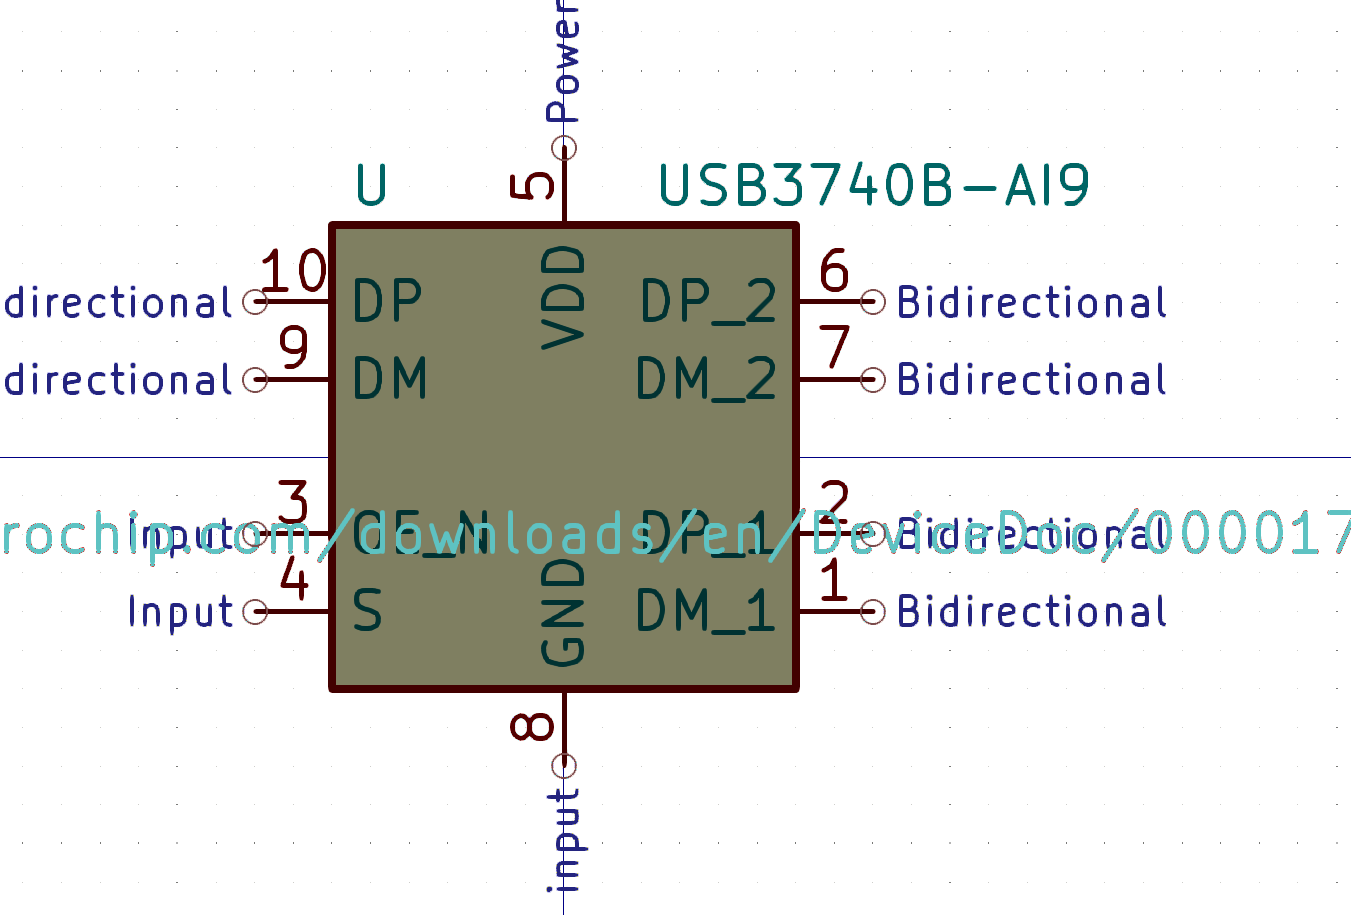 Power
U
5
USB3740B-AI9
10
6
directional
DP
VDD
DP_2
Bidirectional
9
7
directional
DM
DM_2
Bidirectional
3
2
Input
OE_N
DP_1
Bidirectional
rochip.com/downloads/en/DeviceDoc/000017
4
1
Input
S
GND
DM_1
Bidirectional
8
input